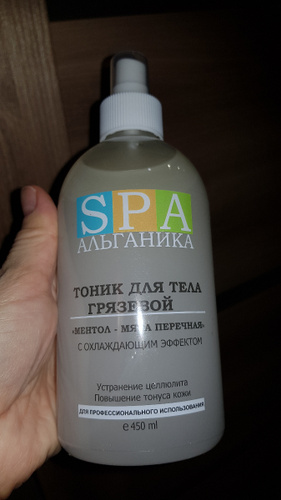 SPA
АЛЬГАНИКА
ТОНИК ДЛЯ ТЕЛА
ГРЯЗЕВОЙ
«МЕНТОЛ - МЯТА ПЕРЕЧНАЯ»
С ОХЛАЖДАЮЩИМ ЭФФЕКТОМ
Устранение целлюлита
Повышение тонуса кожи
ДЛЯ ПРОФЕССИОНАЛЬНОГО ИСПОЛЬЗОВАНИЯ
℮ 450 ml